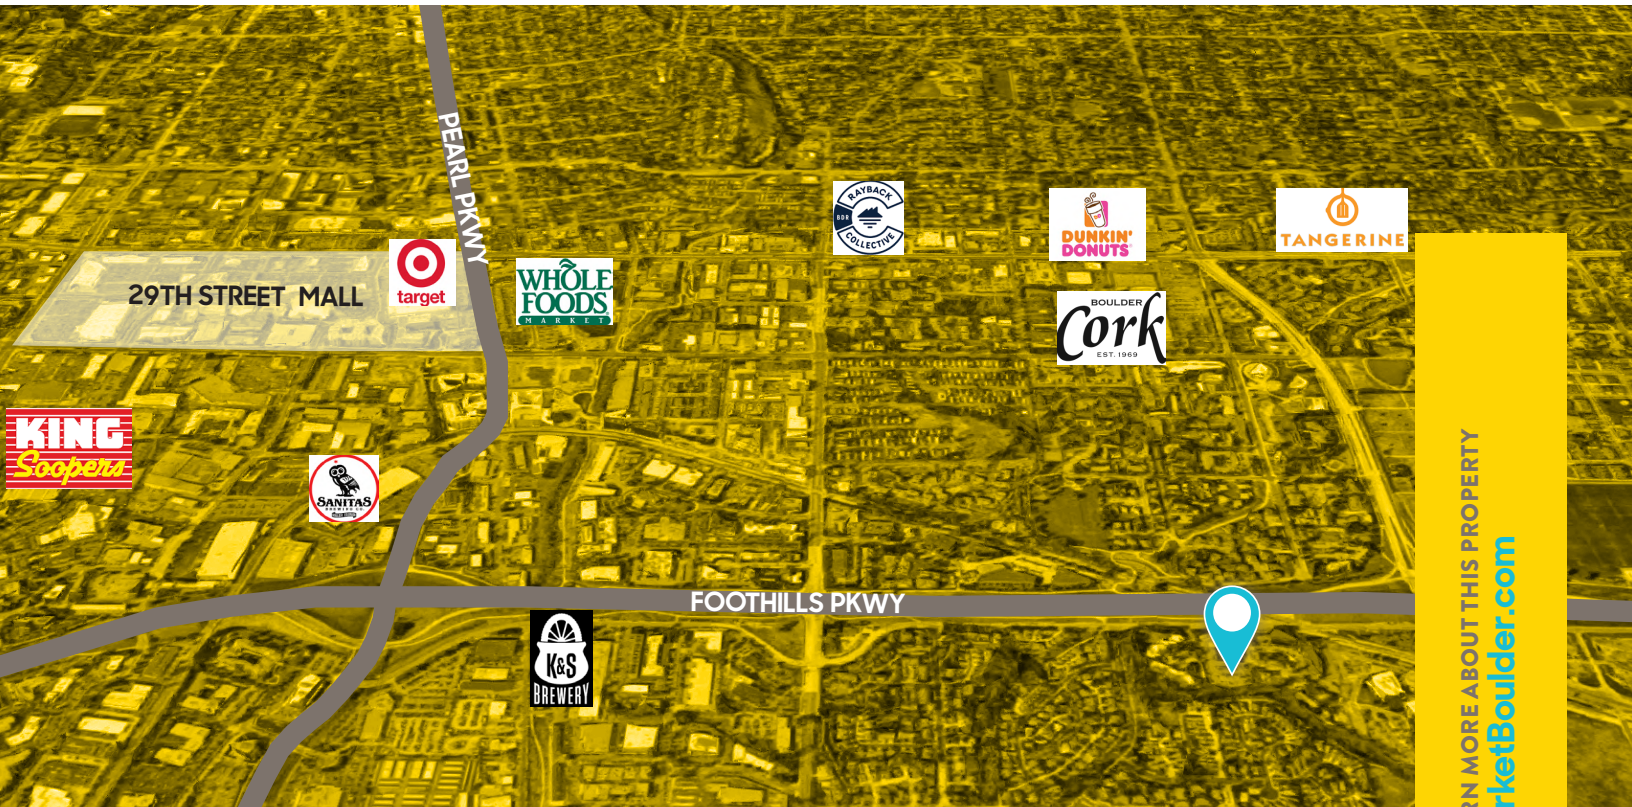 PEARL PKWY
RAYBACK
BDR
COLLECTIVE
DUNKIN'
DONUTS
TANGERINE
target
29TH STREET MALL
WHOLE
FOODS
MARKET
BOULDER
Cork
EST. 1969
KING
Soopers
SANITAS
BREWING CO.
FOOTHILLS PKWY
K&S
BREWERY
MORE ABOUT THIS PROPERTY
rketBoulder.com